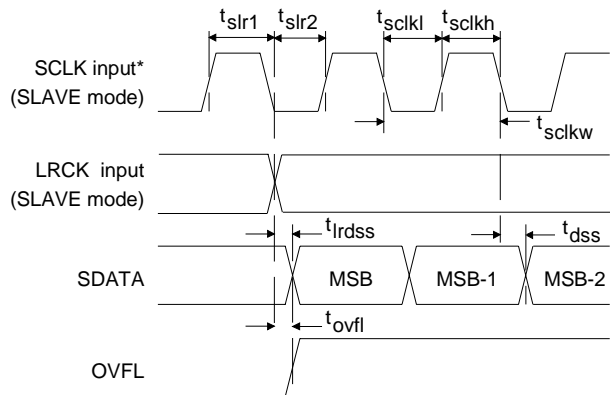 tslr1 tslr2 tsclkl tsclkh
SCLK input*
(SLAVE mode)
tsclkw
LRCK input
(SLAVE mode)
tlrdss tdss
SDATA MSB MSB-1 MSB-2
tovfl
OVFL